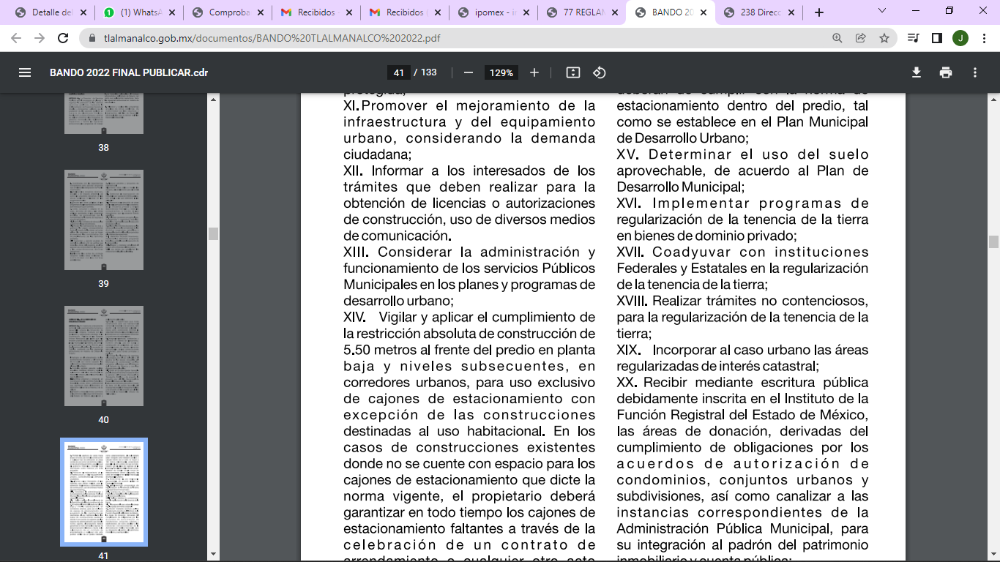 Detalle del
(1) WhatsA
Comproba
Recibidos
Recibidos
ipomex - i
77 REGLAM
BANDO 20
238 Direcc
tlalmanalco.gob.mx/documentos/BANDO%20TLALMANALCO%202022.pdf
J
BANDO 2022 FINAL PUBLICAR.cdr
41 / 133
129%
38
39
40
41
protegida;
XI. Promover el mejoramiento de la
infraestructura y del equipamiento
urbano, considerando la demanda
ciudadana;
XII. Informar a los interesados de los
trámites que deben realizar para la
obtención de licencias o autorizaciones
de construcción, uso de diversos medios
de comunicación.
XIII. Considerar la administración y
funcionamiento de los servicios Públicos
Municipales en los planes y programas de
desarrollo urbano;
XIV. Vigilar y aplicar el cumplimiento de
la restricción absoluta de construcción de
5.50 metros al frente del predio en planta
baja y niveles subsecuentes, en
corredores urbanos, para uso exclusivo
de cajones de estacionamiento con
excepción de las construcciones
destinadas al uso habitacional. En los
casos de construcciones existentes
donde no se cuente con espacio para los
cajones de estacionamiento que dicte la
norma vigente, el propietario deberá
garantizar en todo tiempo los cajones de
estacionamiento faltantes a través de la
celebración de un contrato de
arrendamiento o cualquier otro acto
deberán de cumplir con la norma de
estacionamiento dentro del predio, tal
como se establece en el Plan Municipal
de Desarrollo Urbano;
XV. Determinar el uso del suelo
aprovechable, de acuerdo al Plan de
Desarrollo Municipal;
XVI. Implementar programas de
regularización de la tenencia de la tierra
en bienes de dominio privado;
XVII. Coadyuvar con instituciones
Federales y Estatales en la regularización
de la tenencia de la tierra;
XVIII. Realizar trámites no contenciosos,
para la regularización de la tenencia de la
tierra;
XIX. Incorporar al caso urbano las áreas
regularizadas de interés catastral;
XX. Recibir mediante escritura pública
debidamente inscrita en el Instituto de la
Función Registral del Estado de México,
las áreas de donación, derivadas del
cumplimiento de obligaciones por los
acuerdos de autorización de
condominios, conjuntos urbanos y
subdivisiones, así como canalizar a las
instancias correspondientes de la
Administración Pública Municipal, para
su integración al padrón del patrimonio
inmobiliario y cuenta pública;